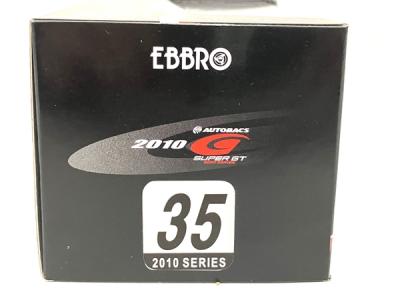 EBBRO
AUTOBACS
2010
SUPER GT
35
2010 SERIES